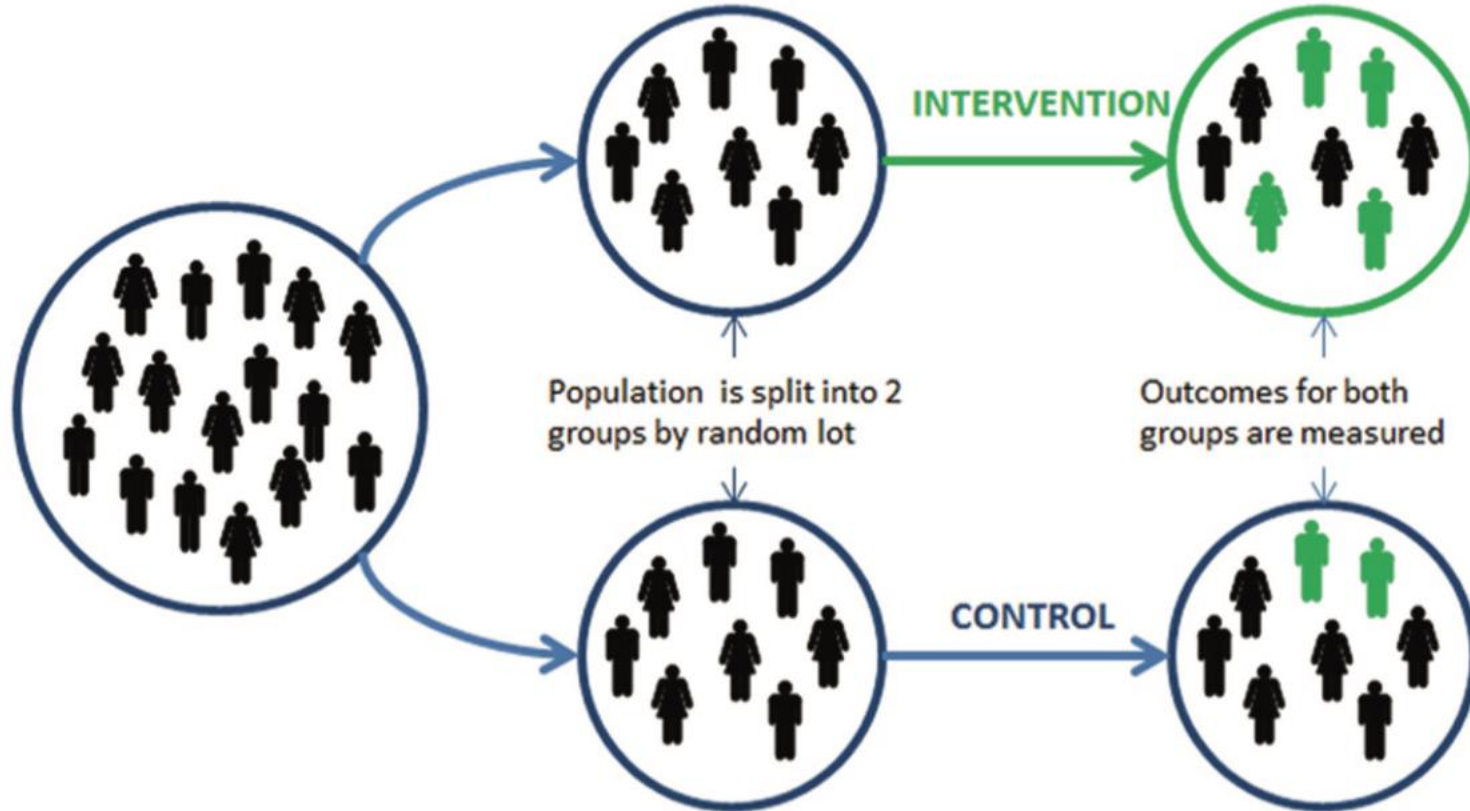 INTERVENTION
Population is split into 2
groups by random lot
Outcomes for both
groups are measured
CONTROL